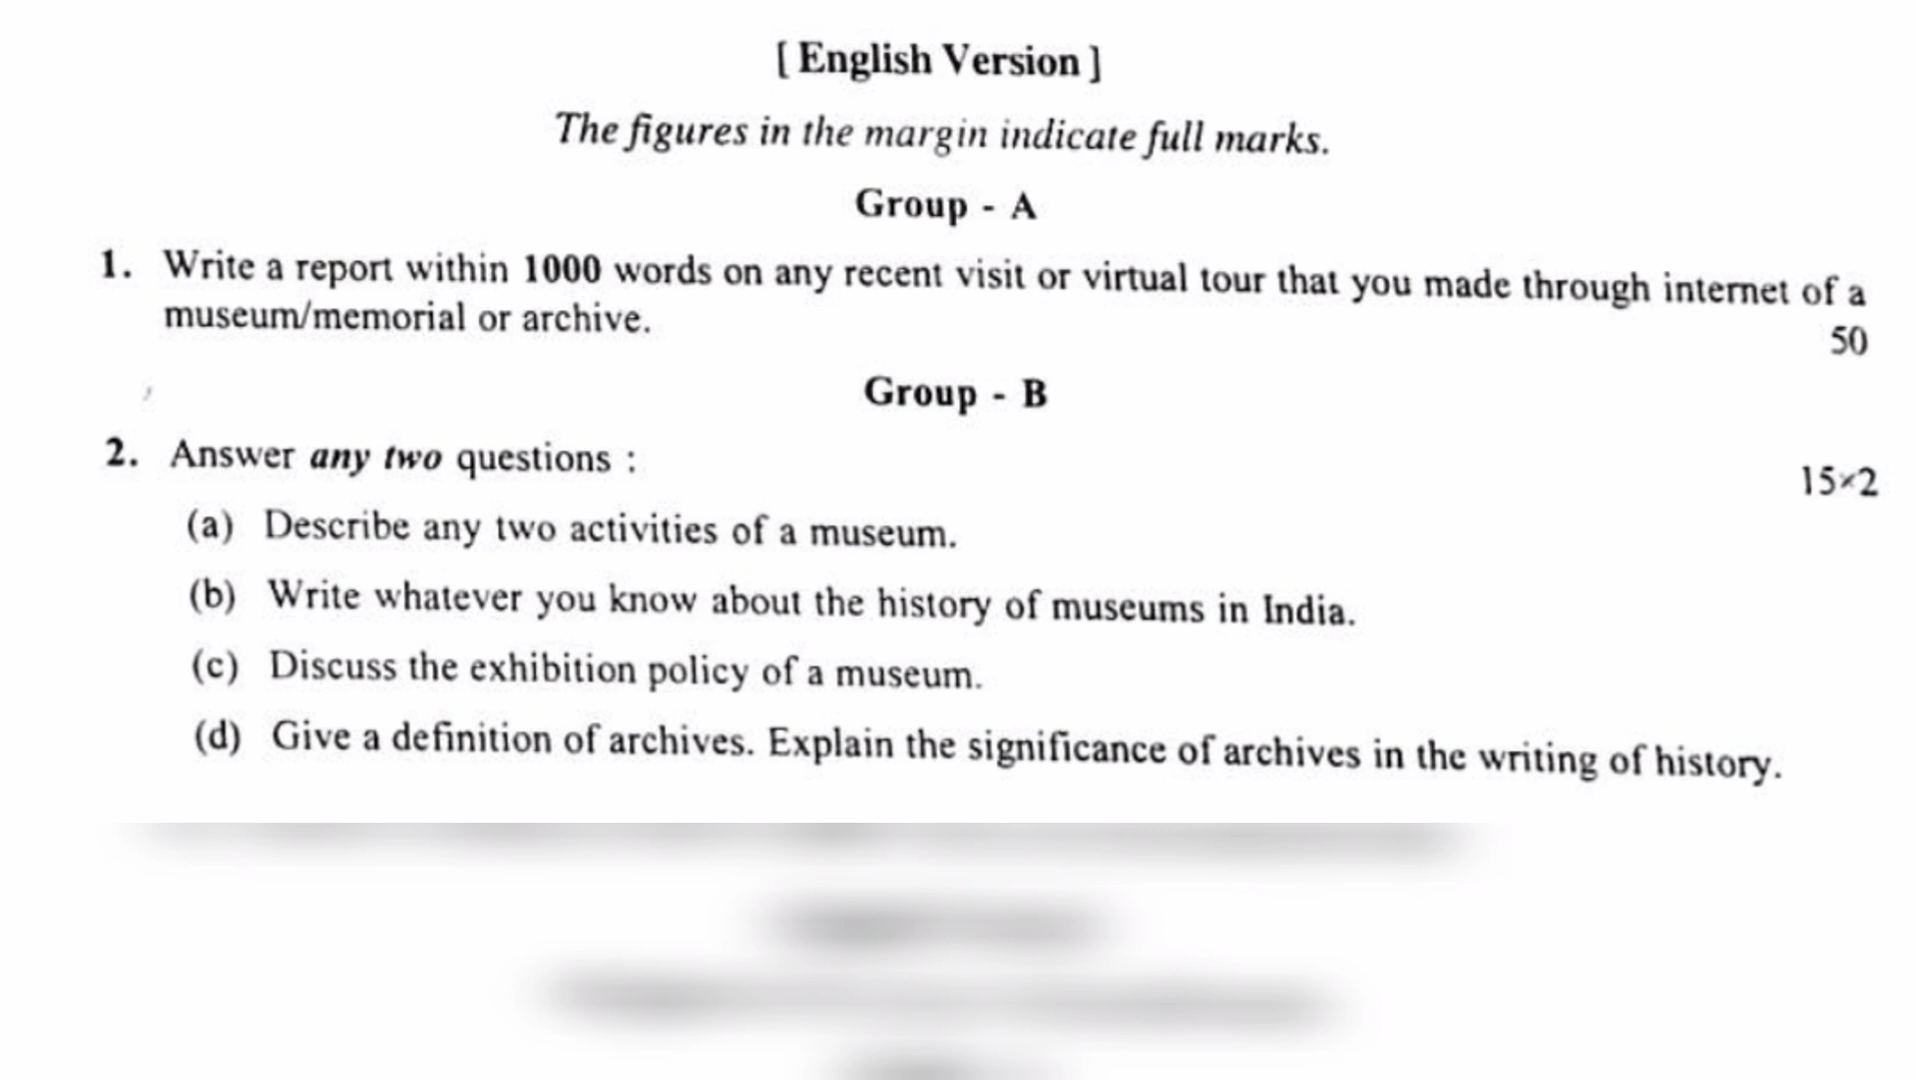 [ English Version ]
The figures in the margin indicate full marks.
Group - A
1. Write a report within 1000 words on any recent visit or virtual tour that you made through internet of a
museum/memorial or archive.
50
Group - B
2. Answer any two questions :
15×2
(a) Describe any two activities of a museum.
(b) Write whatever you know about the history of museums in India.
(c) Discuss the exhibition policy of a museum.
(d) Give a definition of archives. Explain the significance of archives in the writing of history.